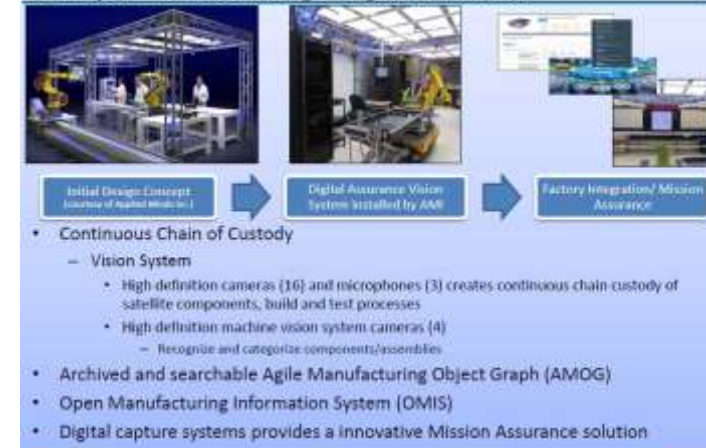 Initial Design Concept
(courtesy of Applied Minds Inc.)
Digital Assurance Vision
System Installed by AMI
Factory Integration/ Mission
Assurance
• Continuous Chain of Custody
– Vision System
• High definition cameras (16) and microphones (3) creates continuous chain custody of
satellite components, build and test processes
• High definition machine vision system cameras (4)
– Recognize and categorize components/assemblies
• Archived and searchable Agile Manufacturing Object Graph (AMOG)
• Open Manufacturing Information System (OMIS)
• Digital capture systems provides a innovative Mission Assurance solution